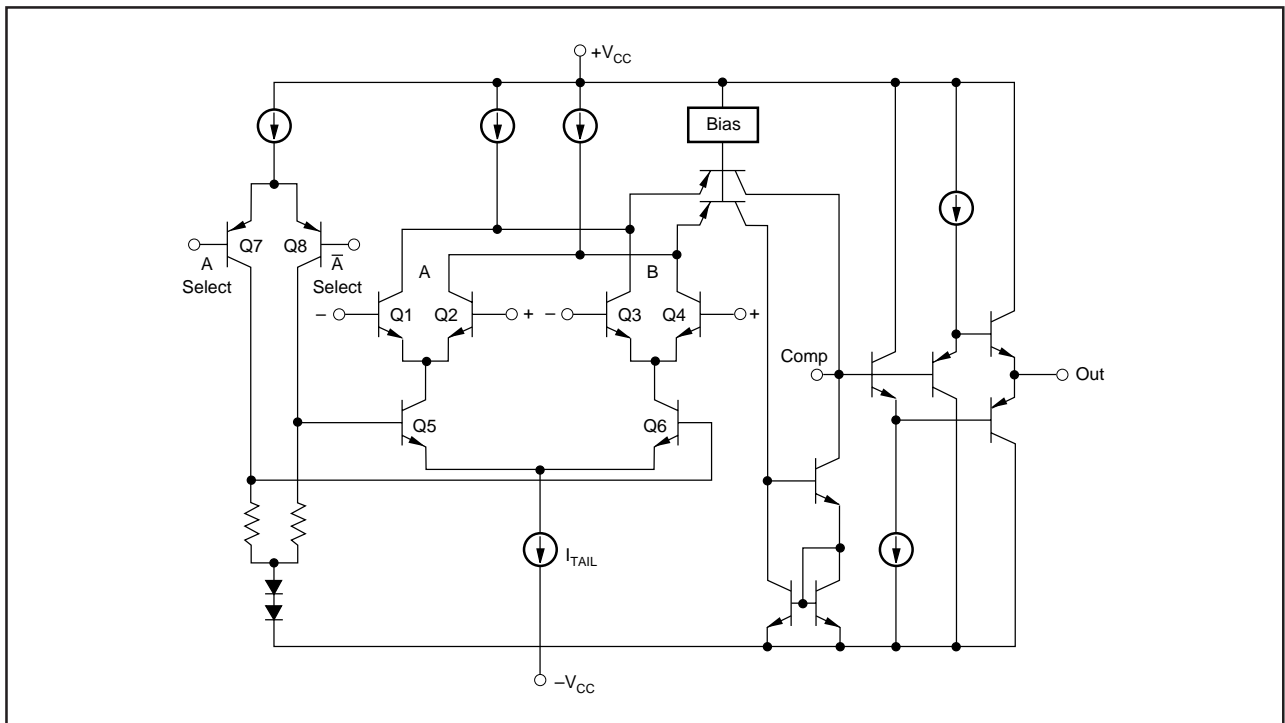 +VCC
Bias
Q7
Q8
A
Select
A̅
Select
A
B
–
Q1
Q2
+
–
Q3
Q4
+
Comp
Out
Q5
Q6
ITAIL
–VCC